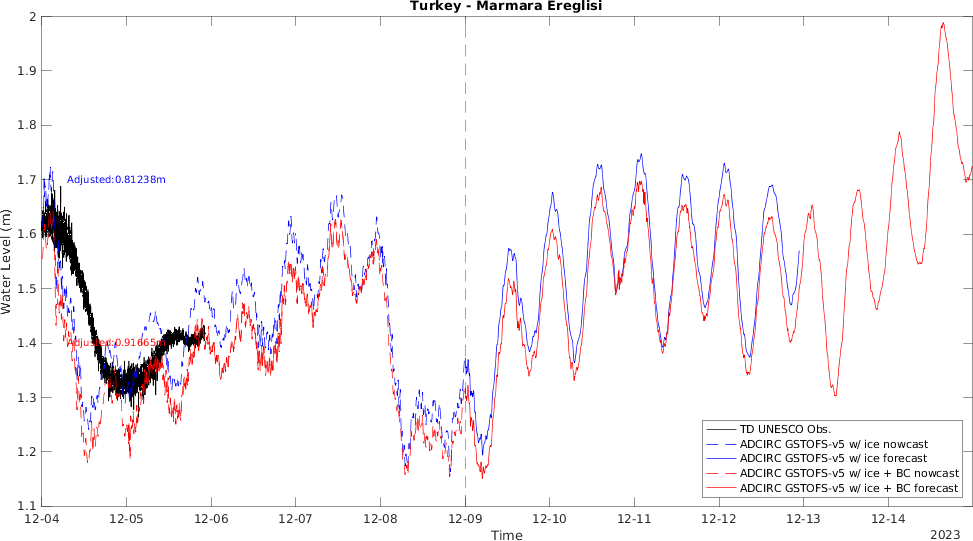 Turkey - Marmara Ereglisi
2
1.9
1.8
1.7
1.6
1.5
1.4
1.3
1.2
1.1
Water Level (m)
Adjusted:0.81238m
Adjusted:0.91665m
TD UNESCO Obs.
ADCIRC GSTOFS-v5 w/ ice nowcast
ADCIRC GSTOFS-v5 w/ ice forecast
ADCIRC GSTOFS-v5 w/ ice + BC nowcast
ADCIRC GSTOFS-v5 w/ ice + BC forecast
12-04 12-05 12-06 12-07 12-08 12-09 12-10 12-11 12-12 12-13 12-14
Time
2023